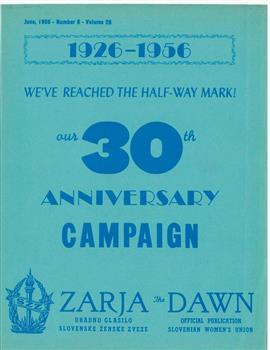 June, 1956 - Number 6 - Volume 28
1926-1956
WE'VE REACHED THE HALF-WAY MARK!
our 30th
ANNIVERSARY
CAMPAIGN
ZARJA The DAWN
URADNO GLASILO OFFICIAL PUBLICATION
SLOVENSKE ŽENSKE ZVEZE SLOVENIAN WOMEN'S UNION